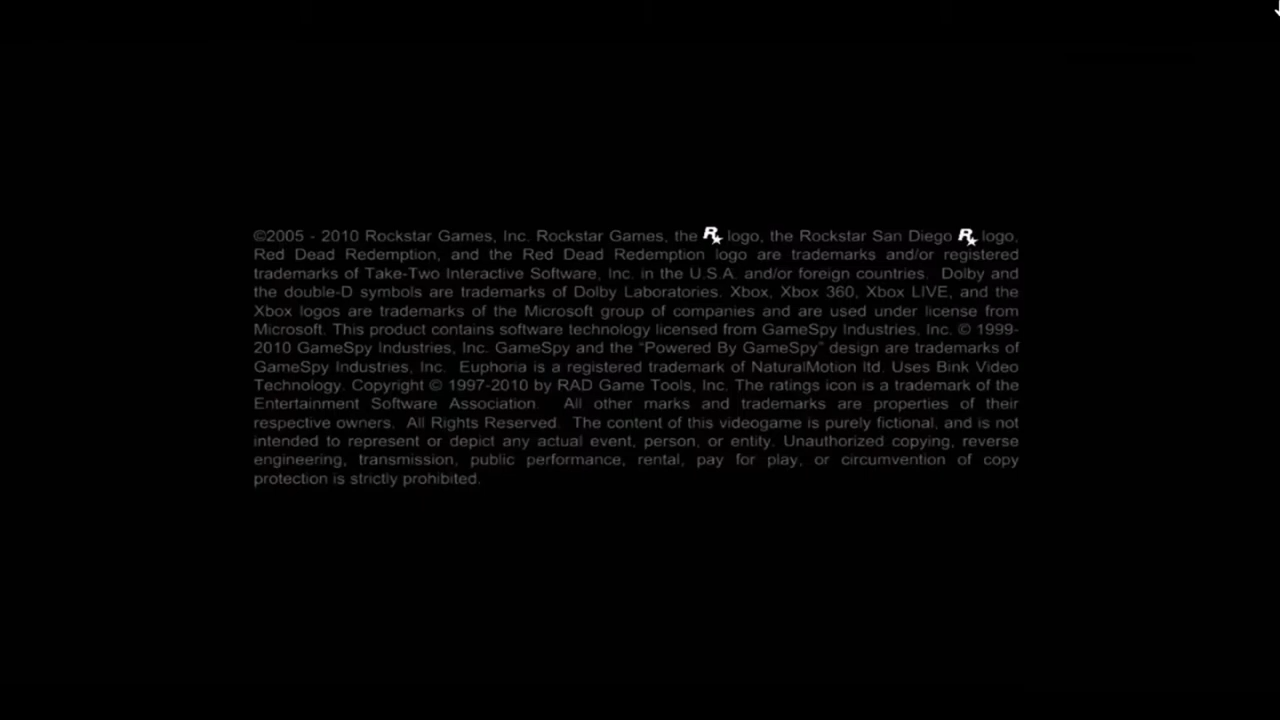 ©2005 - 2010 Rockstar Games, Inc. Rockstar Games, the R logo, the Rockstar San Diego R logo,
Red Dead Redemption, and the Red Dead Redemption logo are trademarks and/or registered
trademarks of Take-Two Interactive Software, Inc. in the U.S.A. and/or foreign countries.  Dolby and
the double-D symbols are trademarks of Dolby Laboratories. Xbox, Xbox 360, Xbox LIVE, and the
Xbox logos are trademarks of the Microsoft group of companies and are used under license from
Microsoft. This product contains software technology licensed from GameSpy Industries, Inc. © 1999-
2010 GameSpy Industries, Inc. GameSpy and the “Powered By GameSpy” design are trademarks of
GameSpy Industries, Inc.  Euphoria is a registered trademark of NaturalMotion ltd. Uses Bink Video
Technology. Copyright © 1997-2010 by RAD Game Tools, Inc. The ratings icon is a trademark of the
Entertainment Software Association.  All other marks and trademarks are properties of their
respective owners.  All Rights Reserved.  The content of this videogame is purely fictional, and is not
intended to represent or depict any actual event, person, or entity. Unauthorized copying, reverse
engineering, transmission, public performance, rental, pay for play, or circumvention of copy
protection is strictly prohibited.